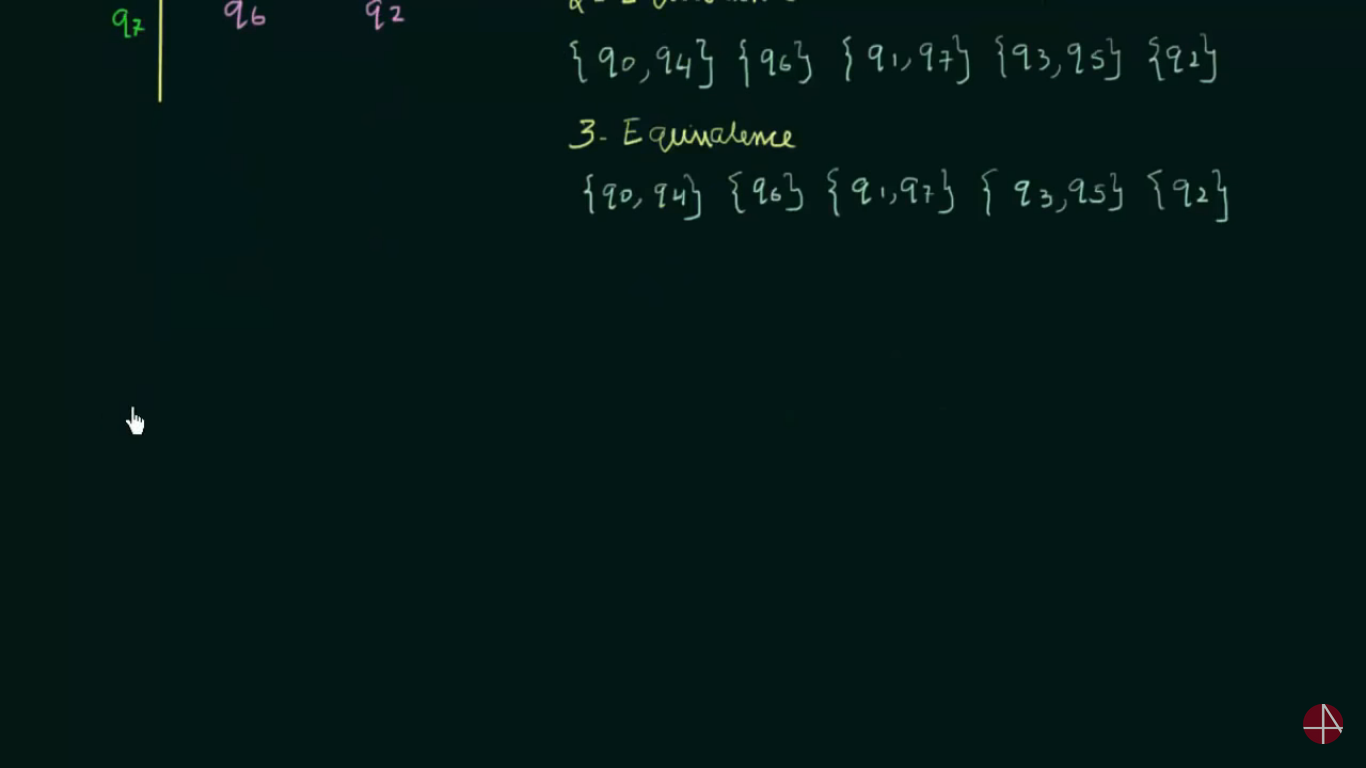 q7 q6 q2
{q0, q4} {q6} {q1, q7} {q3, q5} {q2}
3- Equivalence
{q0, q4} {q6} {q1, q7} {q3, q5} {q2}